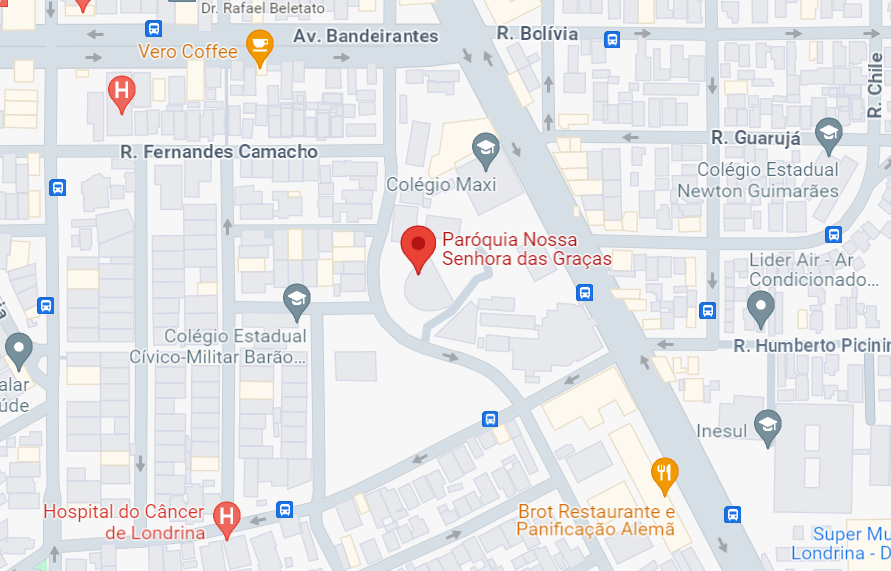 Dr. Rafael Beletato
Av. Bandeirantes
R. Bolívia
Vero Coffee
R. Chile
H
R. Fernandes Camacho
R. Guarujá
Colégio Estadual
Newton Guimarães
Colégio Maxi
Paróquia Nossa
Senhora das Graças
Lider Air - Ar
Condicionado...
Colégio Estadual
Cívico-Militar Barão...
R. Humberto Picinin
alar
úde
Inesul
Hospital do Câncer
de Londrina
H
Brot Restaurante e
Panificação Alemã
Super Mu
Londrina - D